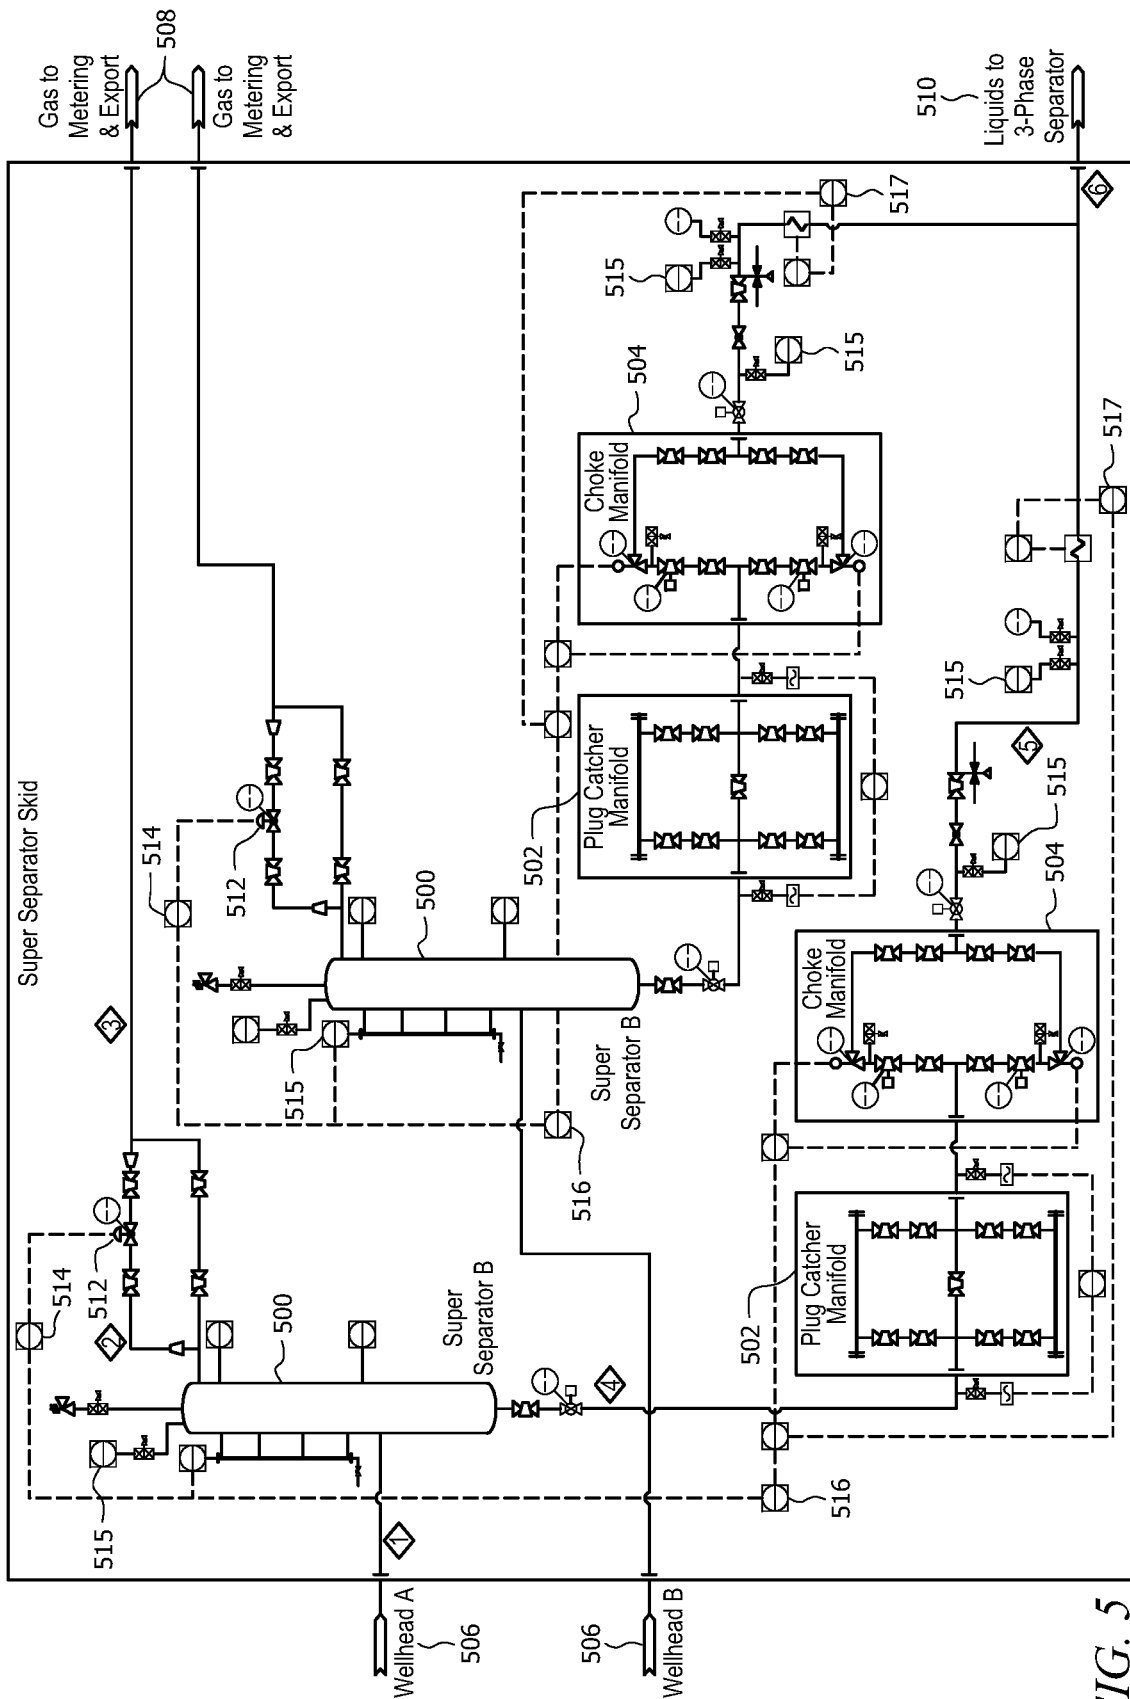 Super Separator Skid
Gas to
Metering
& Export
508
Gas to
Metering
& Export
514
512
3
2
514
512
515
500
Super
Separator B
515
500
Super
Separator B
516
4
1
Wellhead A
506
506
Wellhead B
502
Plug Catcher
Manifold
504
Choke
Manifold
515
515
517
510
Liquids to
3-Phase
Separator
6
516
502
Plug Catcher
Manifold
504
Choke
Manifold
515
5
515
517
FIG. 5